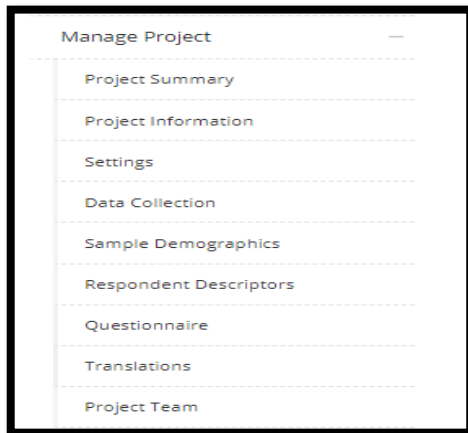 Manage Project
Project Summary
Project Information
Settings
Data Collection
Sample Demographics
Respondent Descriptors
Questionnaire
Translations
Project Team